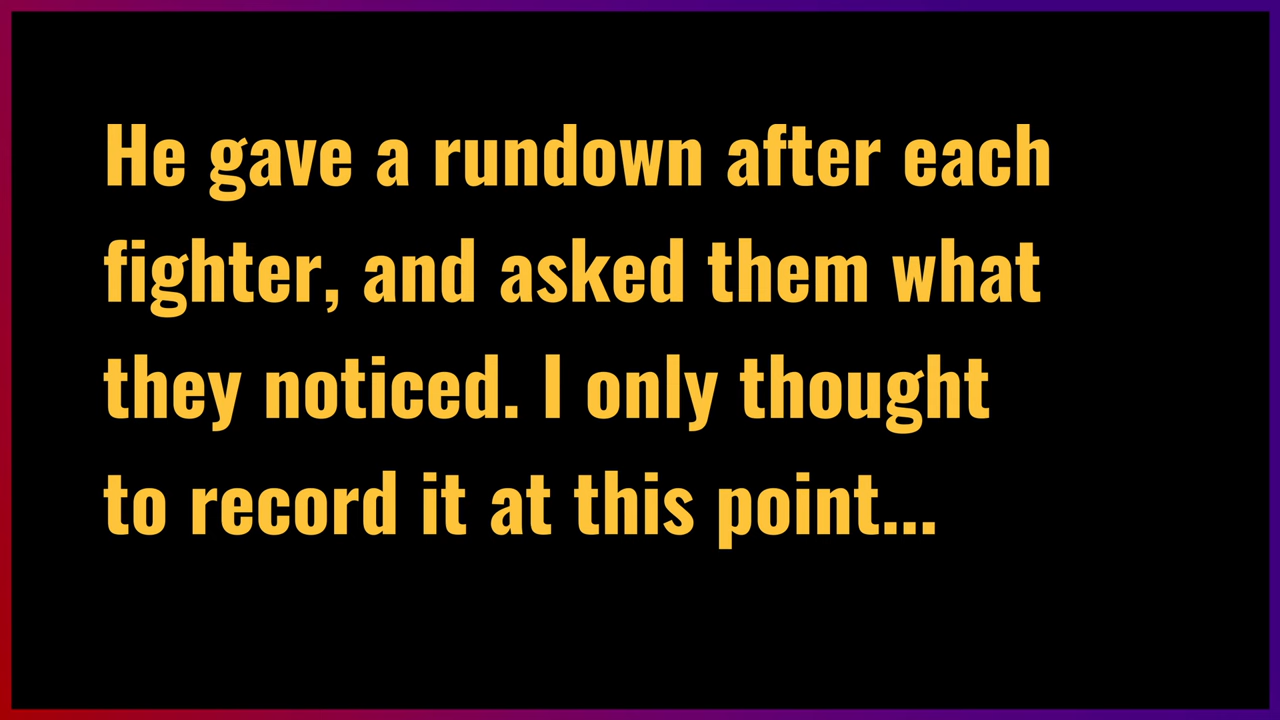 He gave a rundown after each
fighter, and asked them what
they noticed. I only thought
to record it at this point...